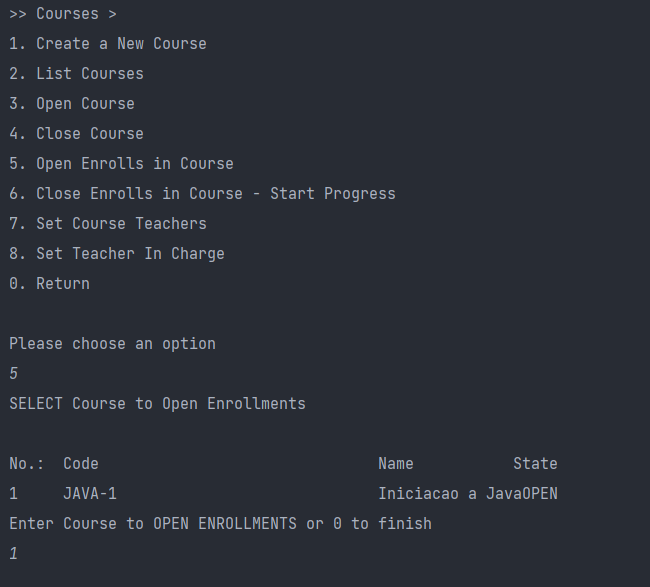 >> Courses >
1. Create a New Course
2. List Courses
3. Open Course
4. Close Course
5. Open Enrolls in Course
6. Close Enrolls in Course - Start Progress
7. Set Course Teachers
8. Set Teacher In Charge
0. Return
Please choose an option
5
SELECT Course to Open Enrollments
No.: Code Name State
1 JAVA-1 Iniciacao a JavaOPEN
Enter Course to OPEN ENROLLMENTS or 0 to finish
1